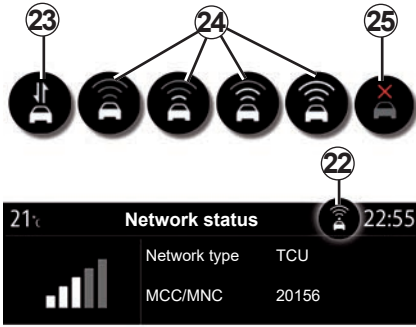 23 24 25
22
21°c Network status 22:55
Network type TCU
MCC/MNC 20156